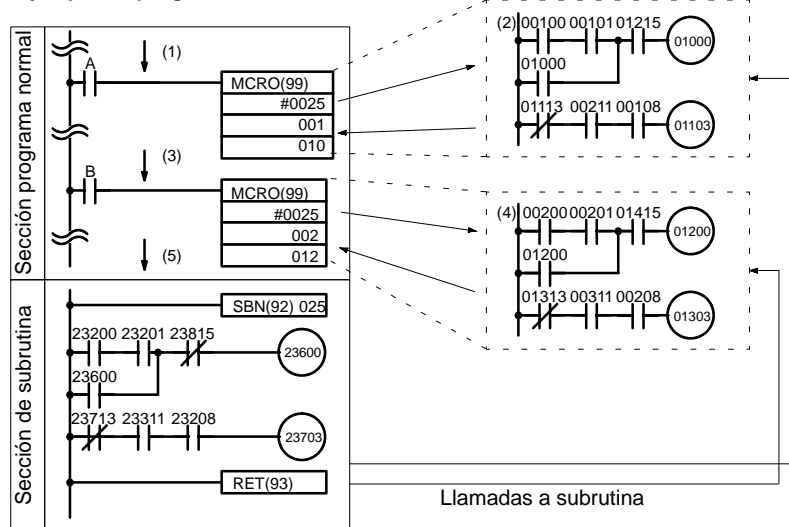 Sección programa normal
(1)
A
MCRO(99)
#0025
001
010
(3)
B
MCRO(99)
#0025
002
012
(5)
(2) 00100 00101 01215
01000
01000
01113 00211 00108
01103
(4) 00200 00201 01415
01200
01200
01313 00311 00208
01303
Sección de subrutina
SBN(92) 025
23200 23201 23815
23600
23600
23713 23311 23208
23703
RET(93)
Llamadas a subrutina